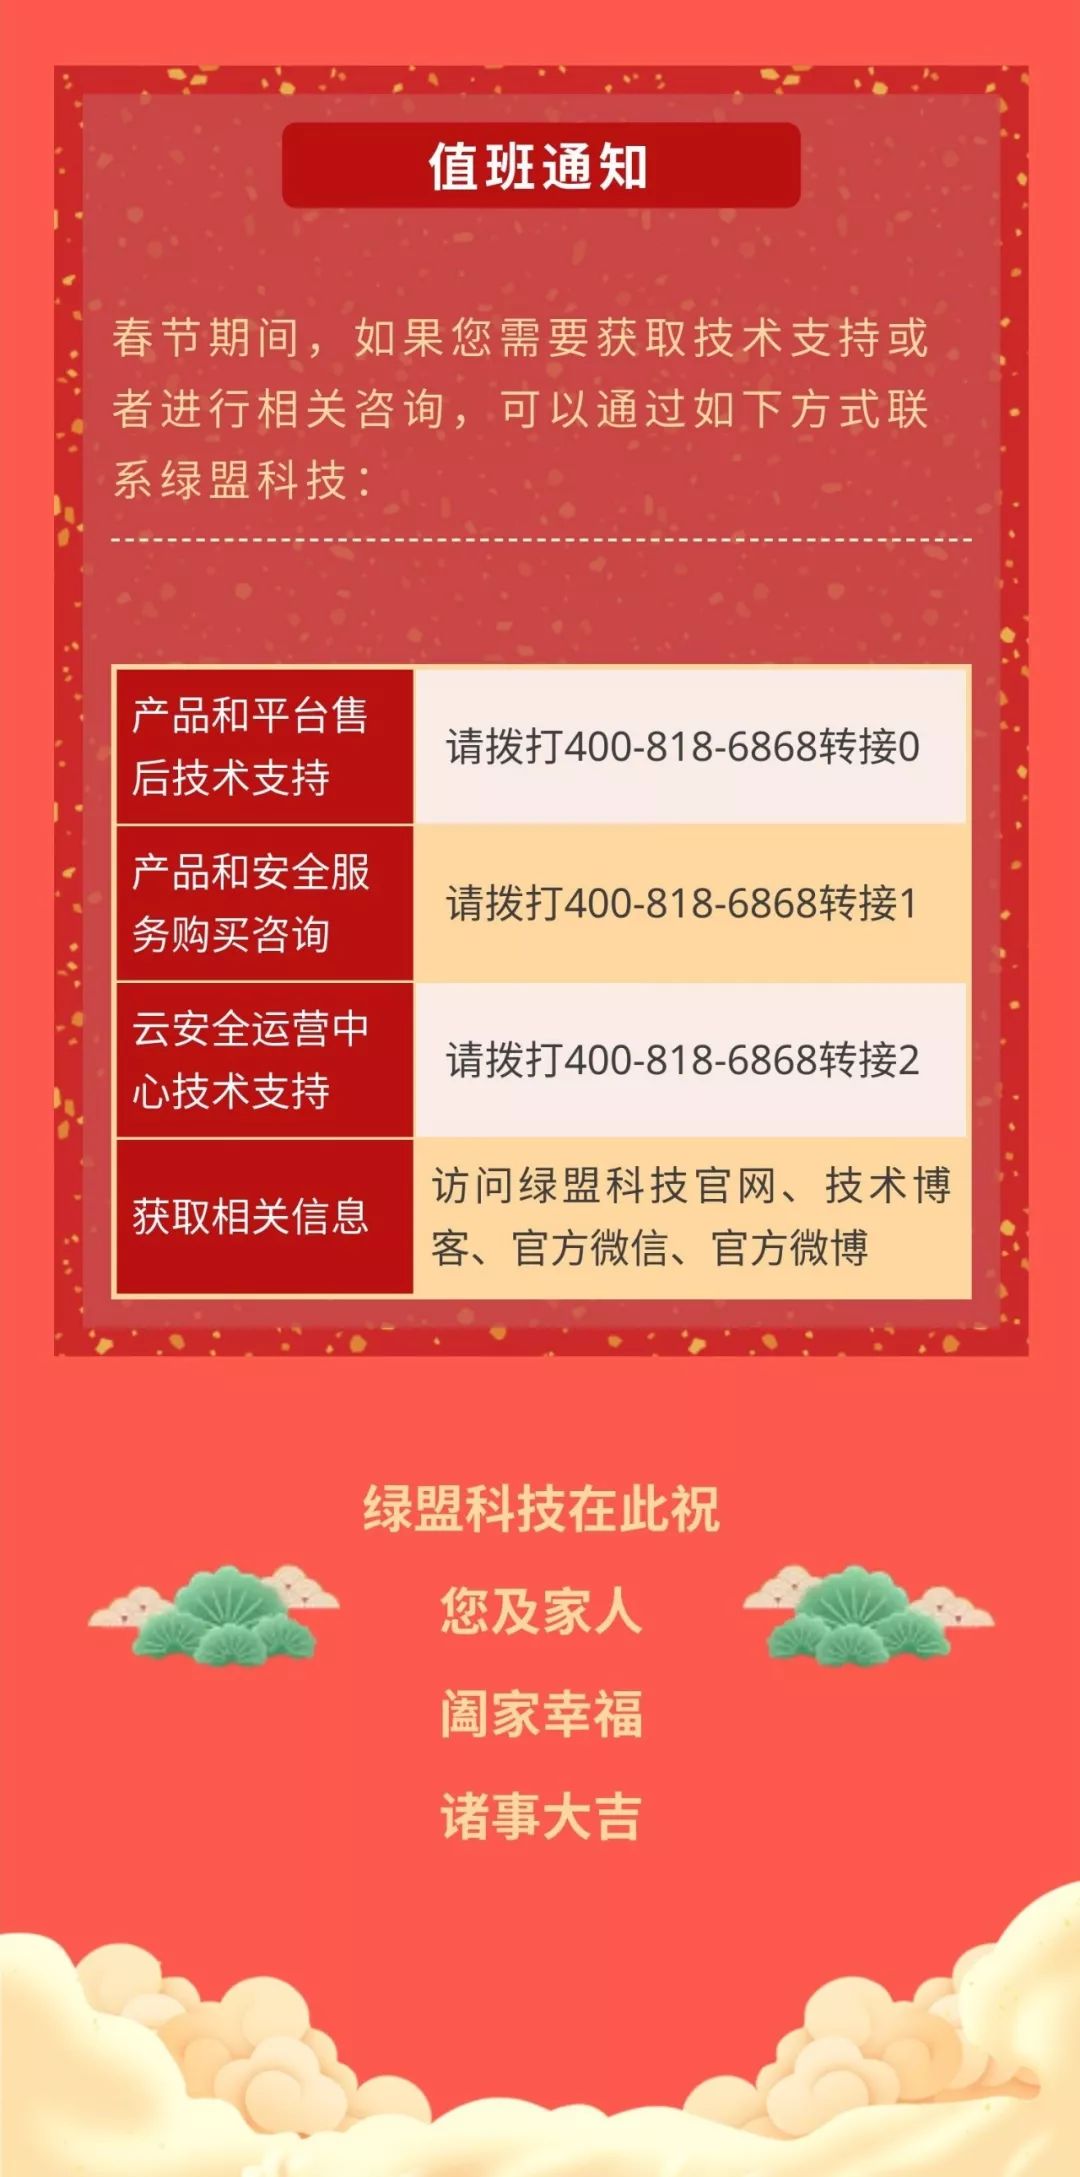 值班通知
春节期间，如果您需要获取技术支持或
者进行相关咨询，可以通过如下方式联
系绿盟科技：
产品和平台售
后技术支持
请拨打400-818-6868转接0
产品和安全服
务购买咨询
请拨打400-818-6868转接1
云安全运营中
心技术支持
请拨打400-818-6868转接2
获取相关信息
访问绿盟科技官网、技术博
客、官方微信、官方微博
绿盟科技在此祝
您及家人
阖家幸福
诸事大吉